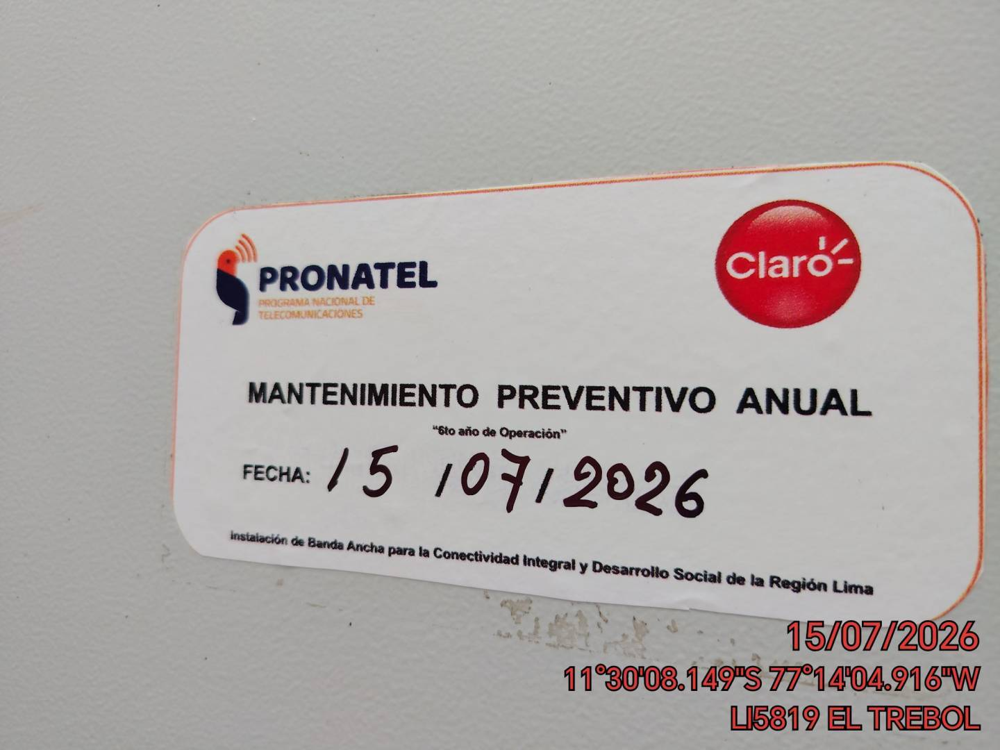 PRONATEL
PROGRAMA NACIONAL DE
TELECOMUNICACIONES
Claro
MANTENIMIENTO PREVENTIVO ANUAL
"6to año de Operación"
FECHA: 15 / 07 / 2026
Instalación de Banda Ancha para la Conectividad Integral y Desarrollo Social de la Región Lima
15/07/2026
11°30'08.149"S 77°14'04.916"W
LI5819 EL TREBOL